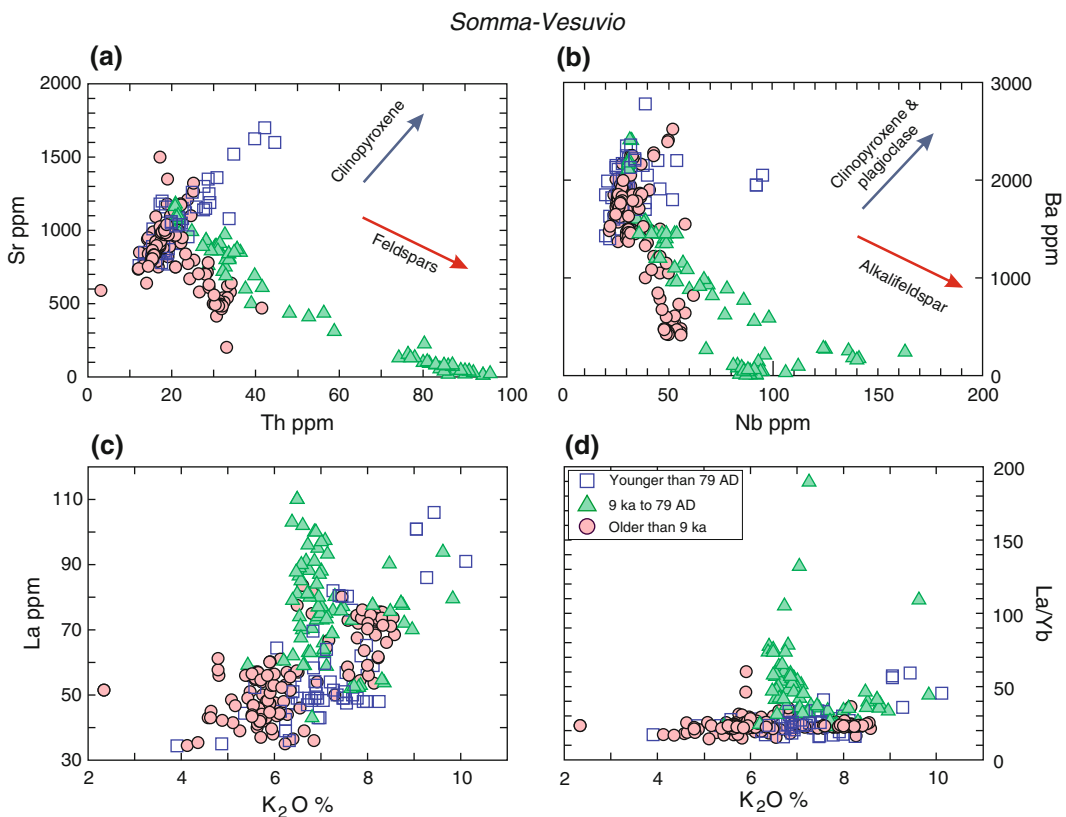 Somma-Vesuvio
(a)
2000
1500
1000
500
0
Sr ppm
0 20 40 60 80 100
Th ppm
Clinopyroxene
Feldspars
(b)
3000
2000
1000
0
Ba ppm
0 50 100 150 200
Nb ppm
Clinopyroxene &
plagioclase
Alkalifeldspar
(c)
110
90
70
50
30
La ppm
2 4 6 8 10
K2O %
(d)
Younger than 79 AD
9 ka to 79 AD
Older than 9 ka
200
150
100
50
0
La/Yb
2 4 6 8 10
K2O %